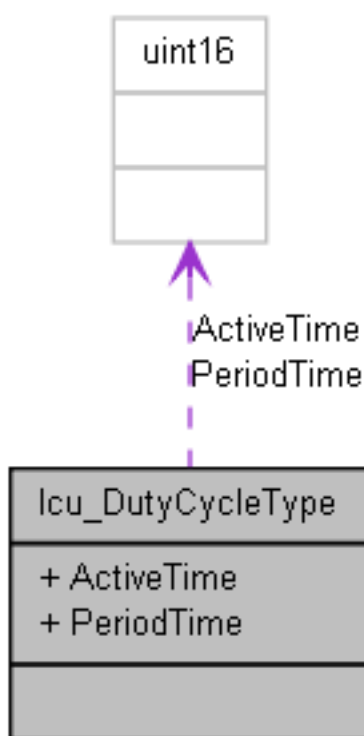 uint16
ActiveTime
PeriodTime
Icu_DutyCycleType
+ ActiveTime
+ PeriodTime